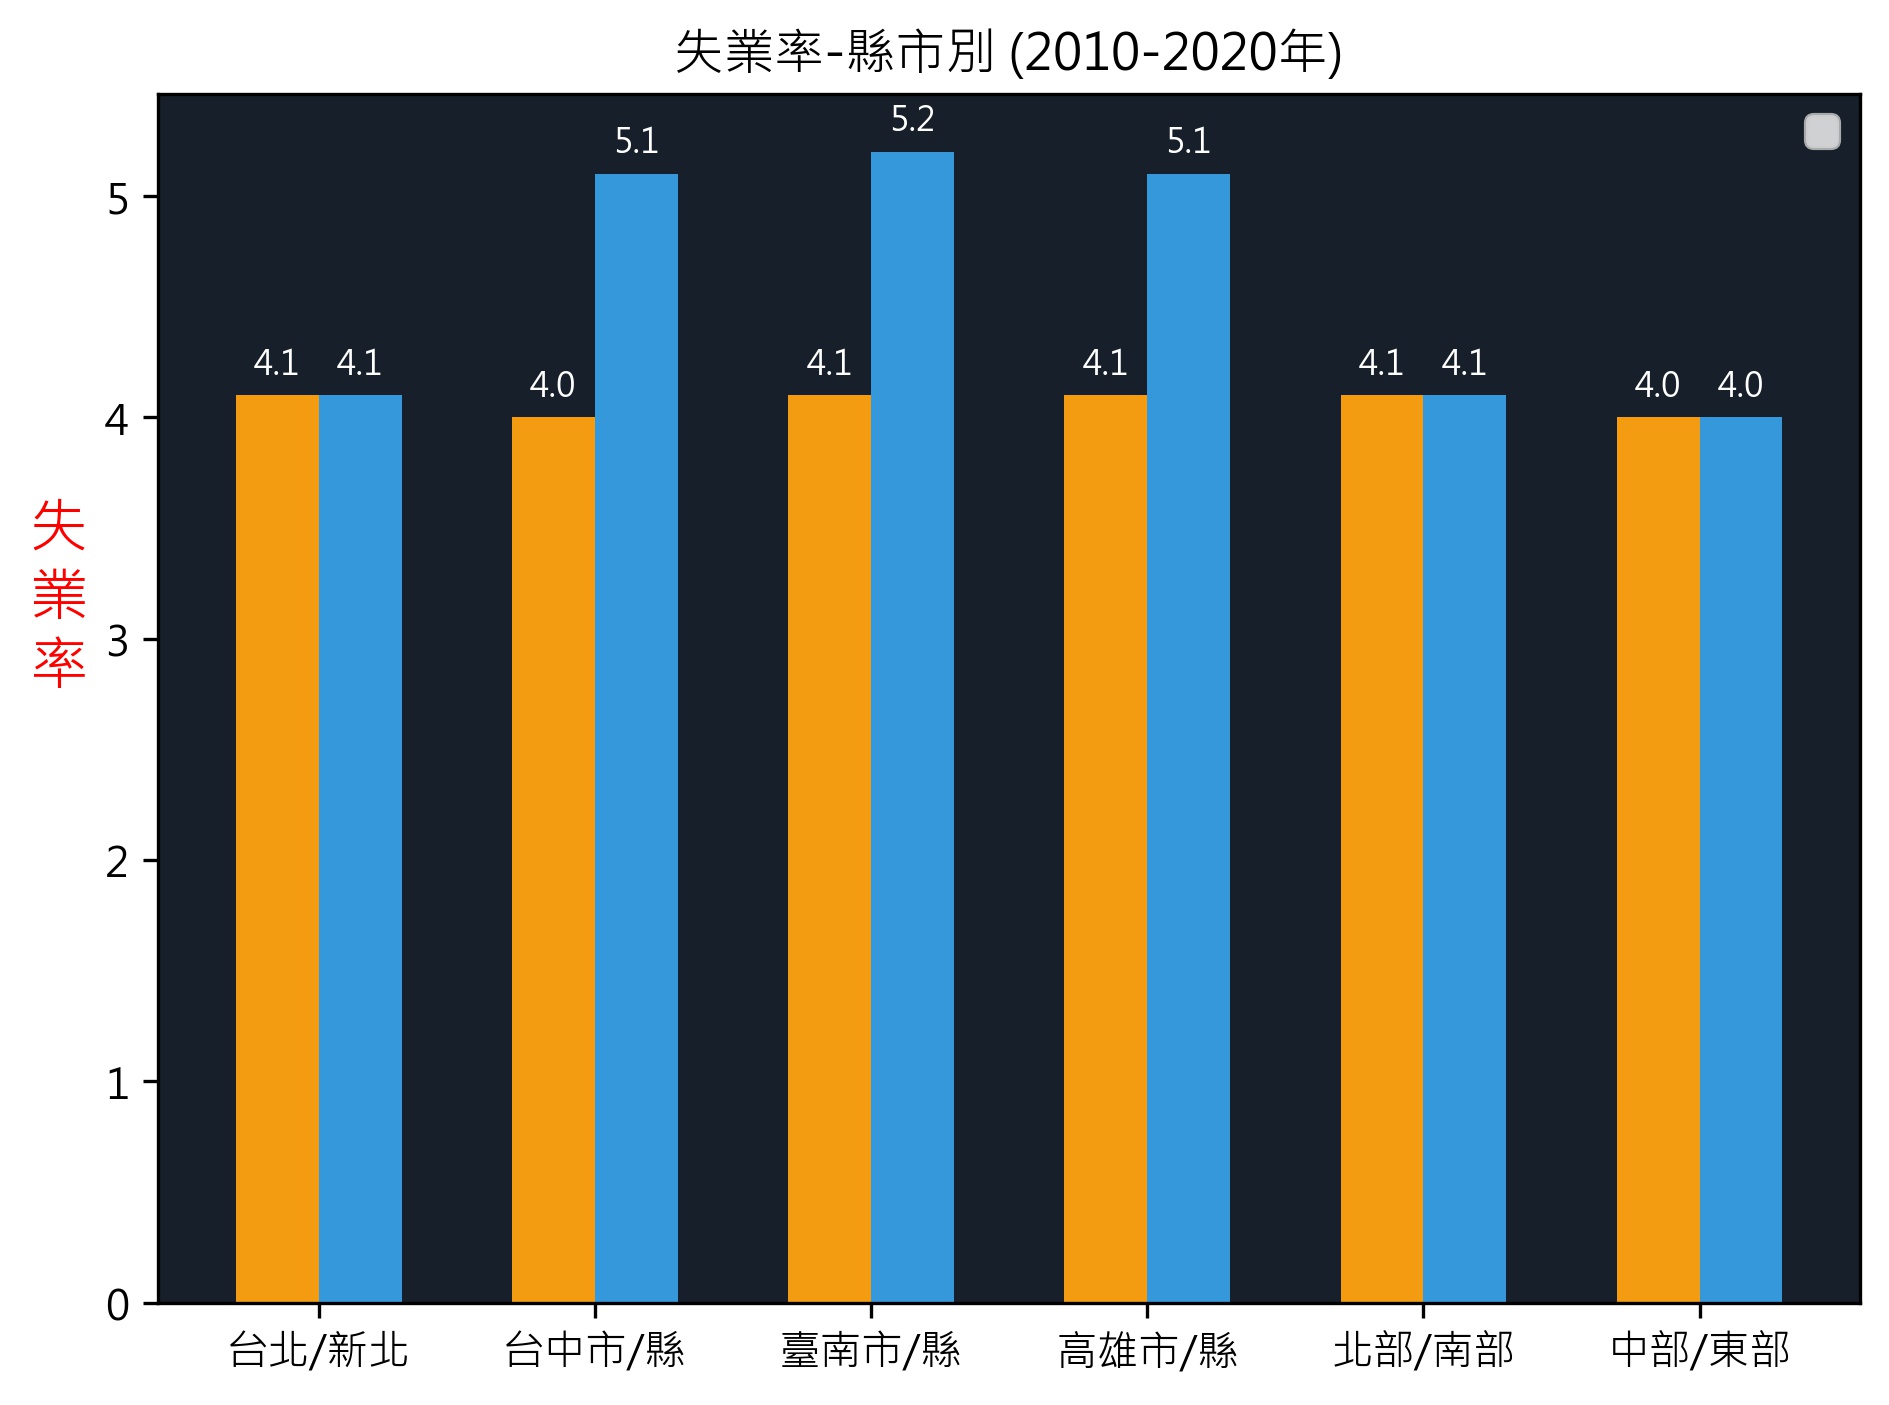 失業率-縣市別 (2010-2020年)
失業率
5
4
3
2
1
0
4.1 4.1
4.0 5.1
4.1 5.2
4.1 5.1
4.1 4.1
4.0 4.0
台北/新北
台中市/縣
臺南市/縣
高雄市/縣
北部/南部
中部/東部